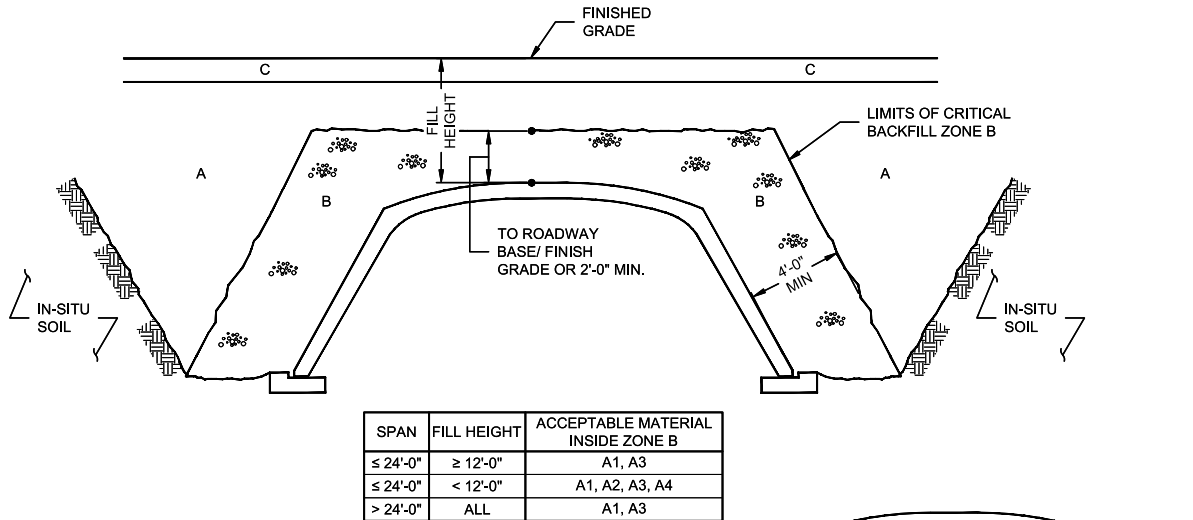 FINISHED
GRADE
C
C
FILL
HEIGHT
LIMITS OF CRITICAL
BACKFILL ZONE B
A
A
B
B
TO ROADWAY
BASE/ FINISH
GRADE OR 2'-0" MIN.
4'-0"
MIN
IN-SITU
SOIL
IN-SITU
SOIL
SPAN FILL HEIGHT ACCEPTABLE MATERIAL INSIDE ZONE B
≤ 24'-0" ≥ 12'-0" A1, A3
≤ 24'-0" < 12'-0" A1, A2, A3, A4
> 24'-0" ALL A1, A3